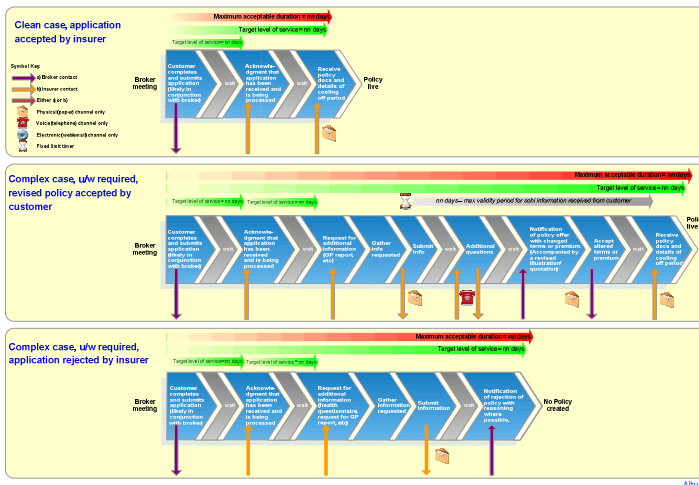 Clean case, application
accepted by insurer
Maximum acceptable duration = nn days
Target level of service = nn days
Target level of service = nn days
Symbol Key
a) Broker contact
b) Insurer contact
Either a) or b)
Physical (paper) channel only
Voice (telephone) channel only
Electronic (web/email) channel only
Fixed limit timer
Broker
meeting
Customer
completes
and submits
application
(likely in
conjunction
with broker)
wait
Acknowle-
dgment that
application
has been
received and
is being
processed
wait
Receive
policy
docs and
details of
cooling
off period
Policy
live
Complex case, u/w required,
revised policy accepted by
customer
Maximum acceptable duration = nn days
Target level of service = nn days
Target level of service = nn days
Target level of service = nn days
nn days – max validity period for sohi information received from customer
Broker
meeting
Customer
completes
and submits
application
(likely in
conjunction
with broker)
wait
Acknowle-
dgment that
application
has been
received
and is being
processed
wait
Request for
additional
information
(GP report,
etc)
Gather
info
requested
Submit
info
wait
Additional
questions
wait
Notification
of policy offer
with changed
terms or premium.
(Accompanied by
a revised
illustration/
quotation)
Accept
altered
terms or
premium
wait
Receive
policy
docs and
details of
cooling
off period
Policy
live
Complex case, u/w required,
application rejected by insurer
Maximum acceptable duration = nn days
Target level of service = nn days
Target level of service = nn days
Target level of service = nn days
Broker
meeting
Customer
completes
and submits
application
(likely in
conjunction
with broker)
wait
Acknowle-
dgment that
application
has been
received and
is being
processed
wait
Request for
additional
information
(health
questionnaire,
request for GP
report, etc)
Gather
information
requested
Submit
information
wait
Notification
of rejection of
policy with
reasoning
where
possible.
No Policy
created